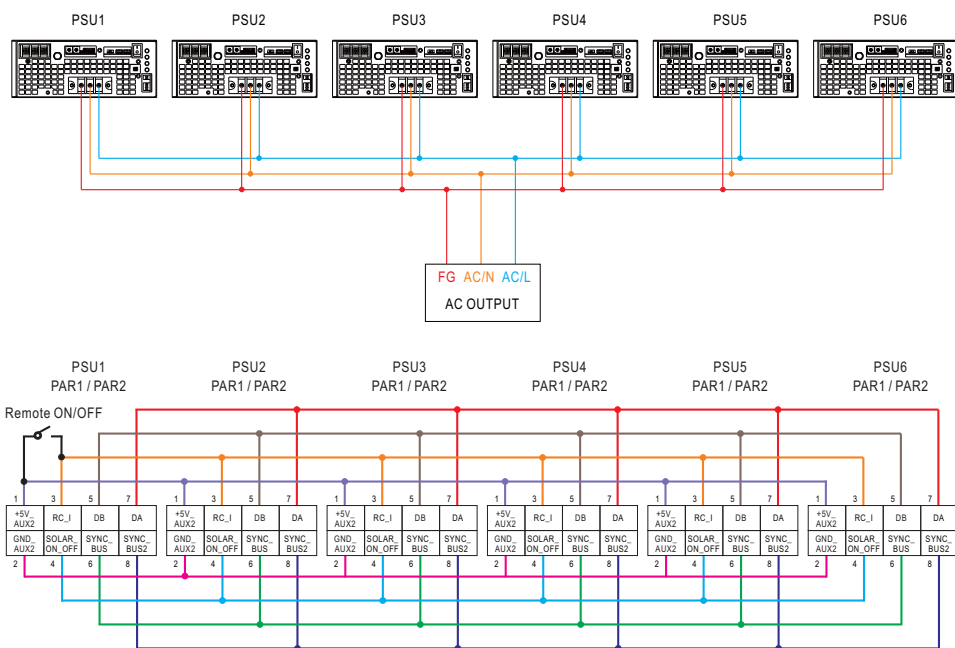 PSU1 PSU2 PSU3 PSU4 PSU5 PSU6
FG AC/N AC/L
AC OUTPUT
PSU1 PSU2 PSU3 PSU4 PSU5 PSU6
PAR1 / PAR2 PAR1 / PAR2 PAR1 / PAR2 PAR1 / PAR2 PAR1 / PAR2 PAR1 / PAR2
Remote ON/OFF
1 3 5 7 1 3 5 7 1 3 5 7 1 3 5 7 1 3 5 7 1 3 5 7
+5V_ RC_I DB DA +5V_ RC_I DB DA +5V_ RC_I DB DA +5V_ RC_I DB DA +5V_ RC_I DB DA +5V_ RC_I DB DA
AUX2 AUX2 AUX2 AUX2 AUX2 AUX2
GND_ SOLAR_ SYNC_ SYNC_ GND_ SOLAR_ SYNC_ SYNC_ GND_ SOLAR_ SYNC_ SYNC_ GND_ SOLAR_ SYNC_ SYNC_ GND_ SOLAR_ SYNC_ SYNC_ GND_ SOLAR_ SYNC_ SYNC_
AUX2 ON_OFF BUS BUS2 AUX2 ON_OFF BUS BUS2 AUX2 ON_OFF BUS BUS2 AUX2 ON_OFF BUS BUS2 AUX2 ON_OFF BUS BUS2 AUX2 ON_OFF BUS BUS2
2 4 6 8 2 4 6 8 2 4 6 8 2 4 6 8 2 4 6 8 2 4 6 8